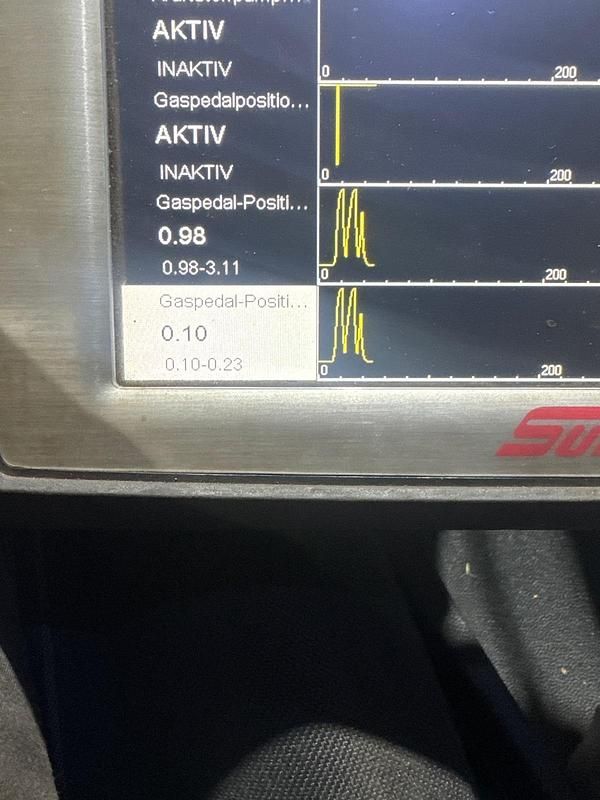 AKTIV
0
200
INAKTIV
Gaspedalpositio...
AKTIV
0
200
INAKTIV
Gaspedal-Positi...
0.98
0.98-3.11
0
200
Gaspedal-Positi...
0.10
0.10-0.23
0
200